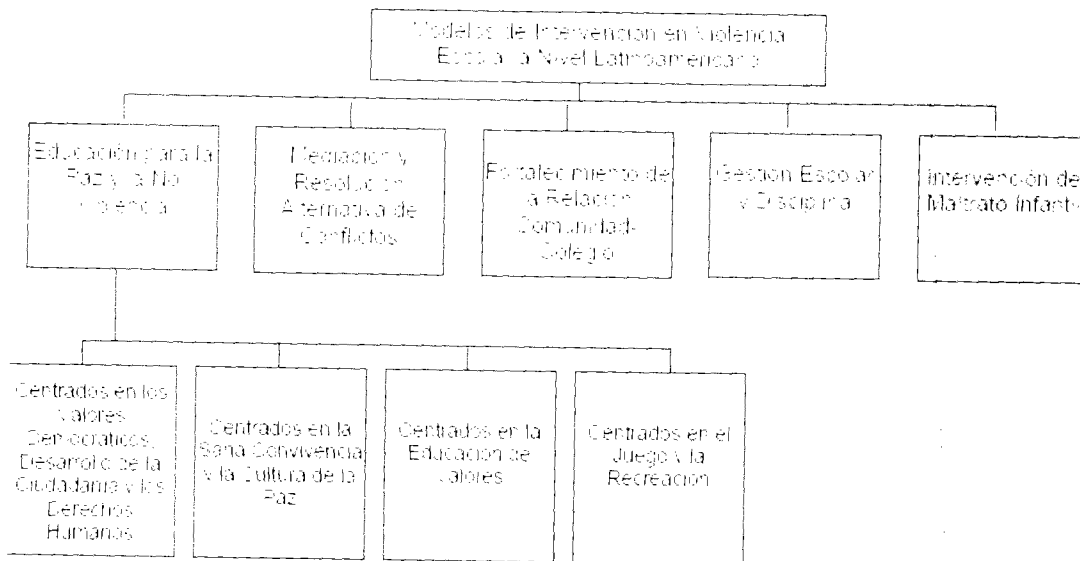 Modelos de Intervención en Violencia
Escolar a Nivel Latinoamericano
Educación para la
Paz y la No
Violencia
Mediación y
Resolución
Alternativa de
Conflictos
Fortalecimiento de
la Relación
Comunidad-
Colegio
Gestión Escolar
y Disciplina
Intervención de
Maltrato Infanti
Centrados en los
Valores
Democráticos,
Desarrollo de la
Ciudadanía y los
Derechos
Humanos
Centrados en la
Sana Convivencia
y la Cultura de la
Paz
Centrados en la
Educación de
Valores
Centrados en el
Juego y la
Recreación